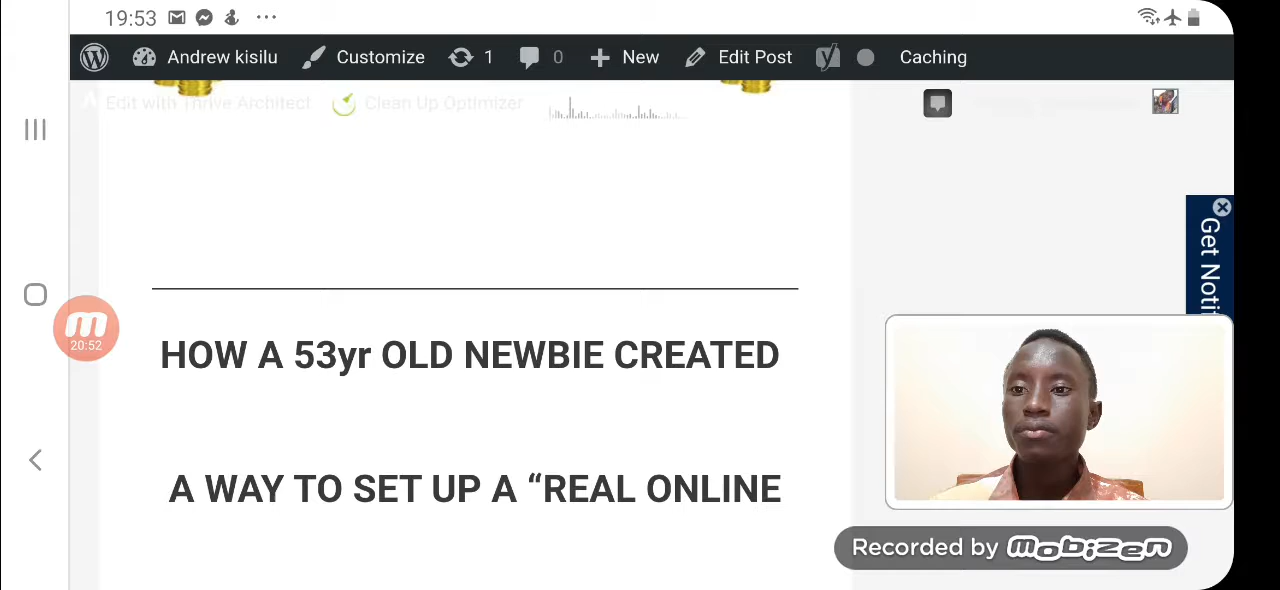 19:53
Andrew kisilu Customize 1 0 New Edit Post Caching
Edit with Thrive Architect Clean Up Optimizer
Get Noti
20:52
HOW A 53yr OLD NEWBIE CREATED
A WAY TO SET UP A “REAL ONLINE
Recorded by mobizen